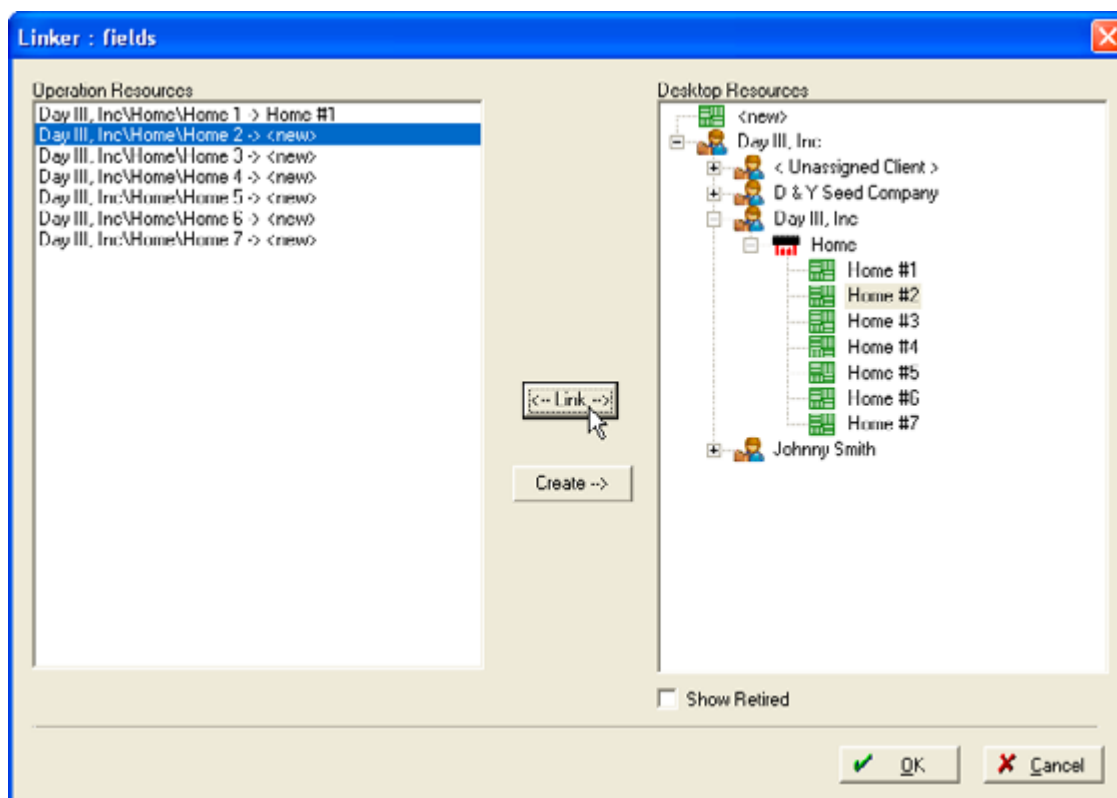 Linker : fields
Operation Resources
Day III, Inc\Home\Home 1 -> Home #1
Day III, Inc\Home\Home 2 -> <new>
Day III, Inc\Home\Home 3 -> <new>
Day III, Inc\Home\Home 4 -> <new>
Day III, Inc\Home\Home 5 -> <new>
Day III, Inc\Home\Home 6 -> <new>
Day III, Inc\Home\Home 7 -> <new>
<-- Link -->
Create -->
Desktop Resources
<new>
Day III, Inc
< Unassigned Client >
D & Y Seed Company
Day III, Inc
Home
Home #1
Home #2
Home #3
Home #4
Home #5
Home #6
Home #7
Johnny Smith
Show Retired
OK
Cancel